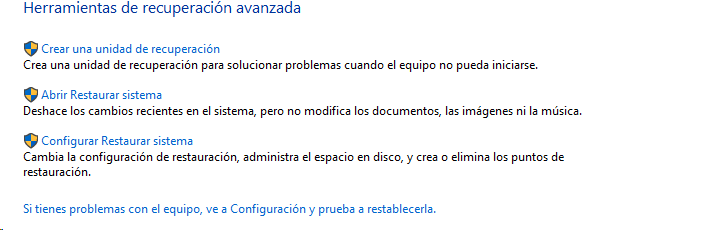 Herramientas de recuperación avanzada
Crear una unidad de recuperación
Crea una unidad de recuperación para solucionar problemas cuando el equipo no pueda iniciarse.
Abrir Restaurar sistema
Deshace los cambios recientes en el sistema, pero no modifica los documentos, las imágenes ni la música.
Configurar Restaurar sistema
Cambia la configuración de restauración, administra el espacio en disco, y crea o elimina los puntos de
restauración.
Si tienes problemas con el equipo, ve a Configuración y prueba a restablecerla.